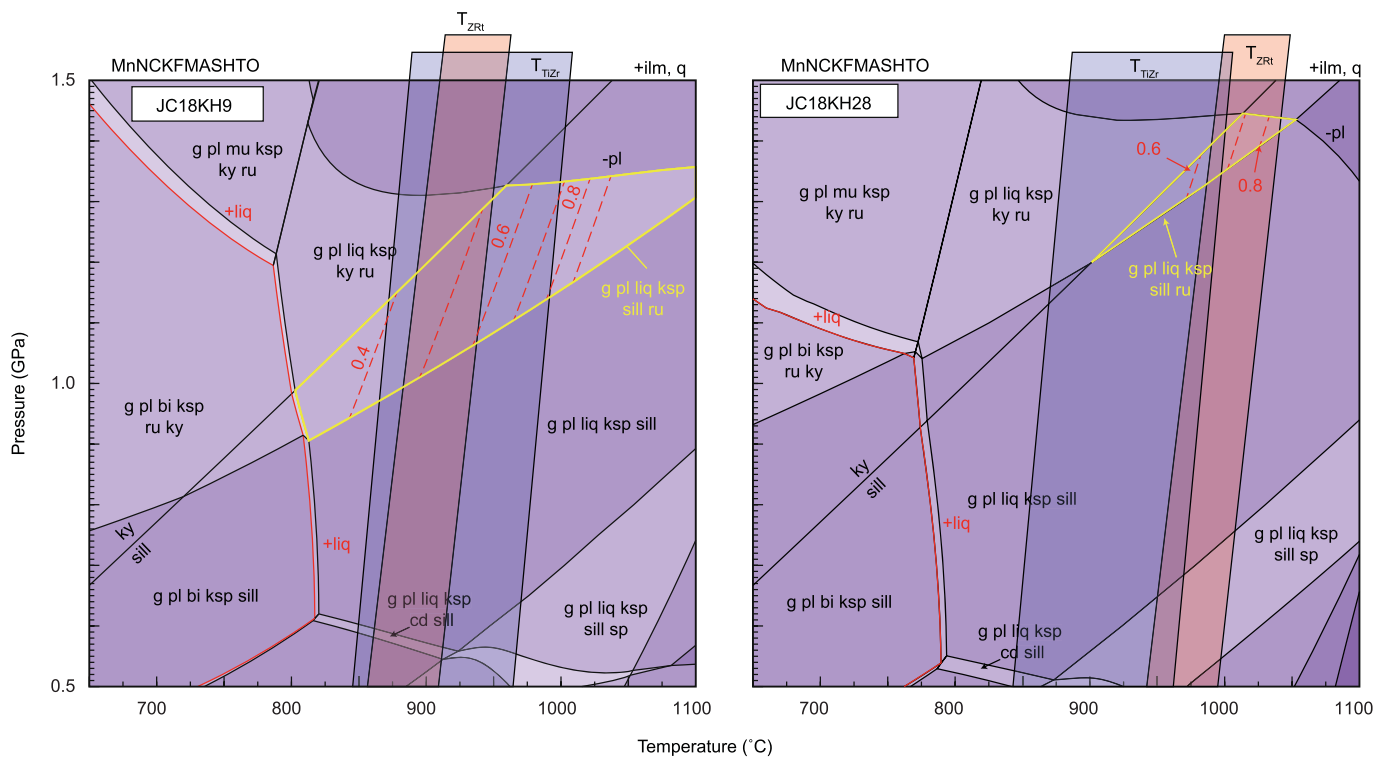 T_ZRt
T_TiZr
MnNCKFMASHTO
+ilm, q
JC18KH9
g pl mu ksp
ky ru
+liq
-pl
g pl liq ksp
ky ru
0.4
0.6
0.8
g pl liq ksp
sill ru
g pl bi ksp
ru ky
g pl liq ksp sill
ky
sill
+liq
g pl bi ksp sill
g pl liq ksp
cd sill
g pl liq ksp
sill sp
1.5
1.0
0.5
Pressure (GPa)
700
800
900
1000
1100
T_TiZr
T_ZRt
MnNCKFMASHTO
+ilm, q
JC18KH28
-pl
0.6
0.8
g pl mu ksp
ky ru
g pl liq ksp
ky ru
g pl liq ksp
sill ru
+liq
g pl bi ksp
ru ky
ky
sill
g pl liq ksp sill
+liq
g pl liq ksp
sill sp
g pl bi ksp sill
g pl liq ksp
cd sill
700
800
900
1000
1100
Temperature (˚C)